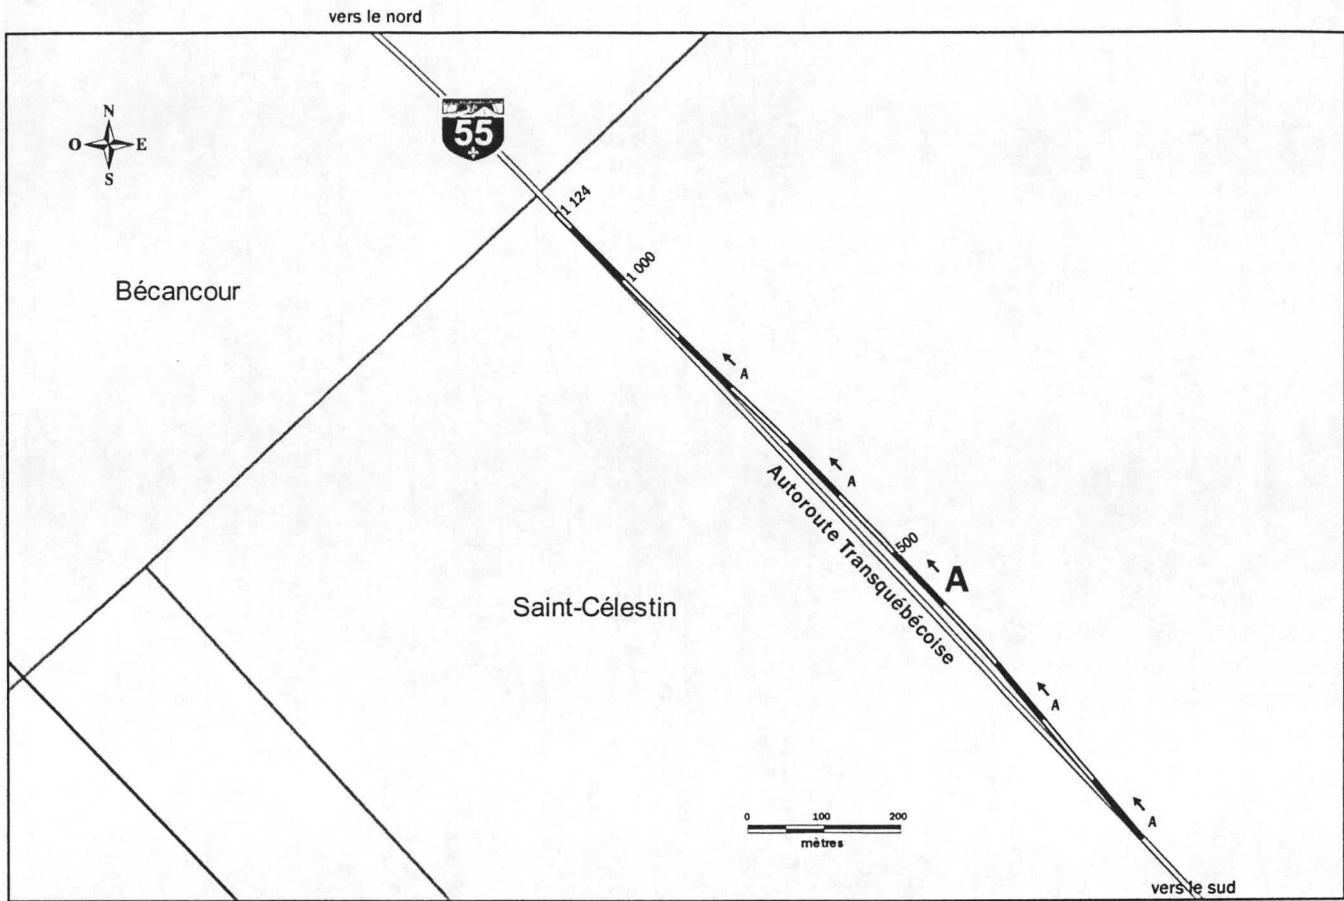 vers le nord
55
N
O E
S
1 124
1 000
Bécancour
A
A
Autoroute Transquébécoise
500
A
Saint-Célestin
A
0 100 200
mètres
A
vers le sud